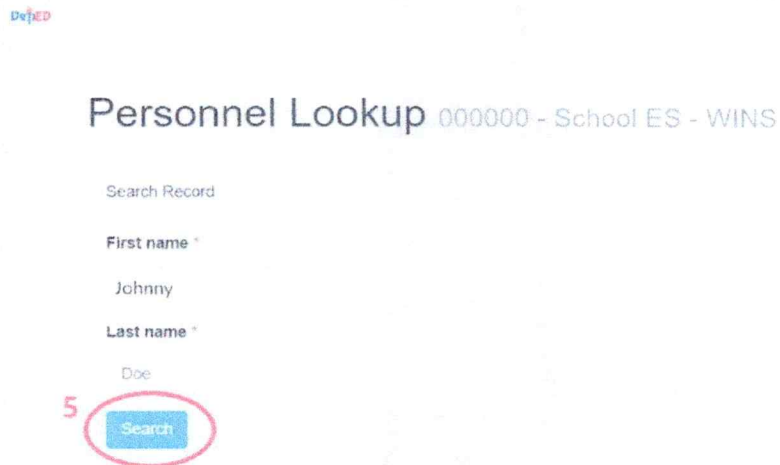 DepED
Personnel Lookup 000000 - School ES - WINS
Search Record
First name *
Johnny
Last name *
Doe
5
Search